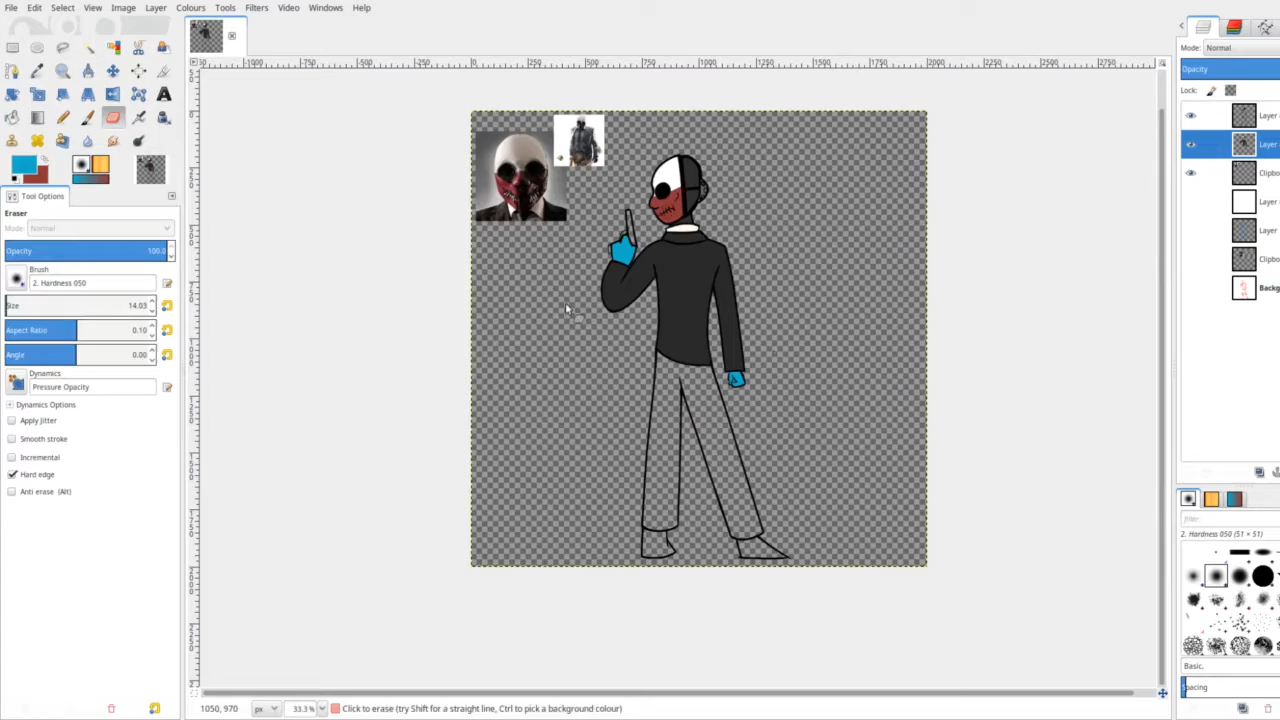 File Edit Select View Image Layer Colours Tools Filters Video Windows Help
Mode: Normal
Opacity
Lock:
Layer
Layer
Clipbo
Layer
Layer
Clipbo
Backg
Tool Options
Eraser
Mode: Normal
Opacity 100.0
Brush
2. Hardness 050
Size 14.03
Aspect Ratio 0.10
Angle 0.00
Dynamics
Pressure Opacity
Dynamics Options
Apply Jitter
Smooth stroke
Incremental
Hard edge
Anti erase (Alt)
filter
2. Hardness 050 (51 × 51)
Basic,
pacing
1050, 970 px 33.3 % Click to erase (try Shift for a straight line, Ctrl to pick a background colour)